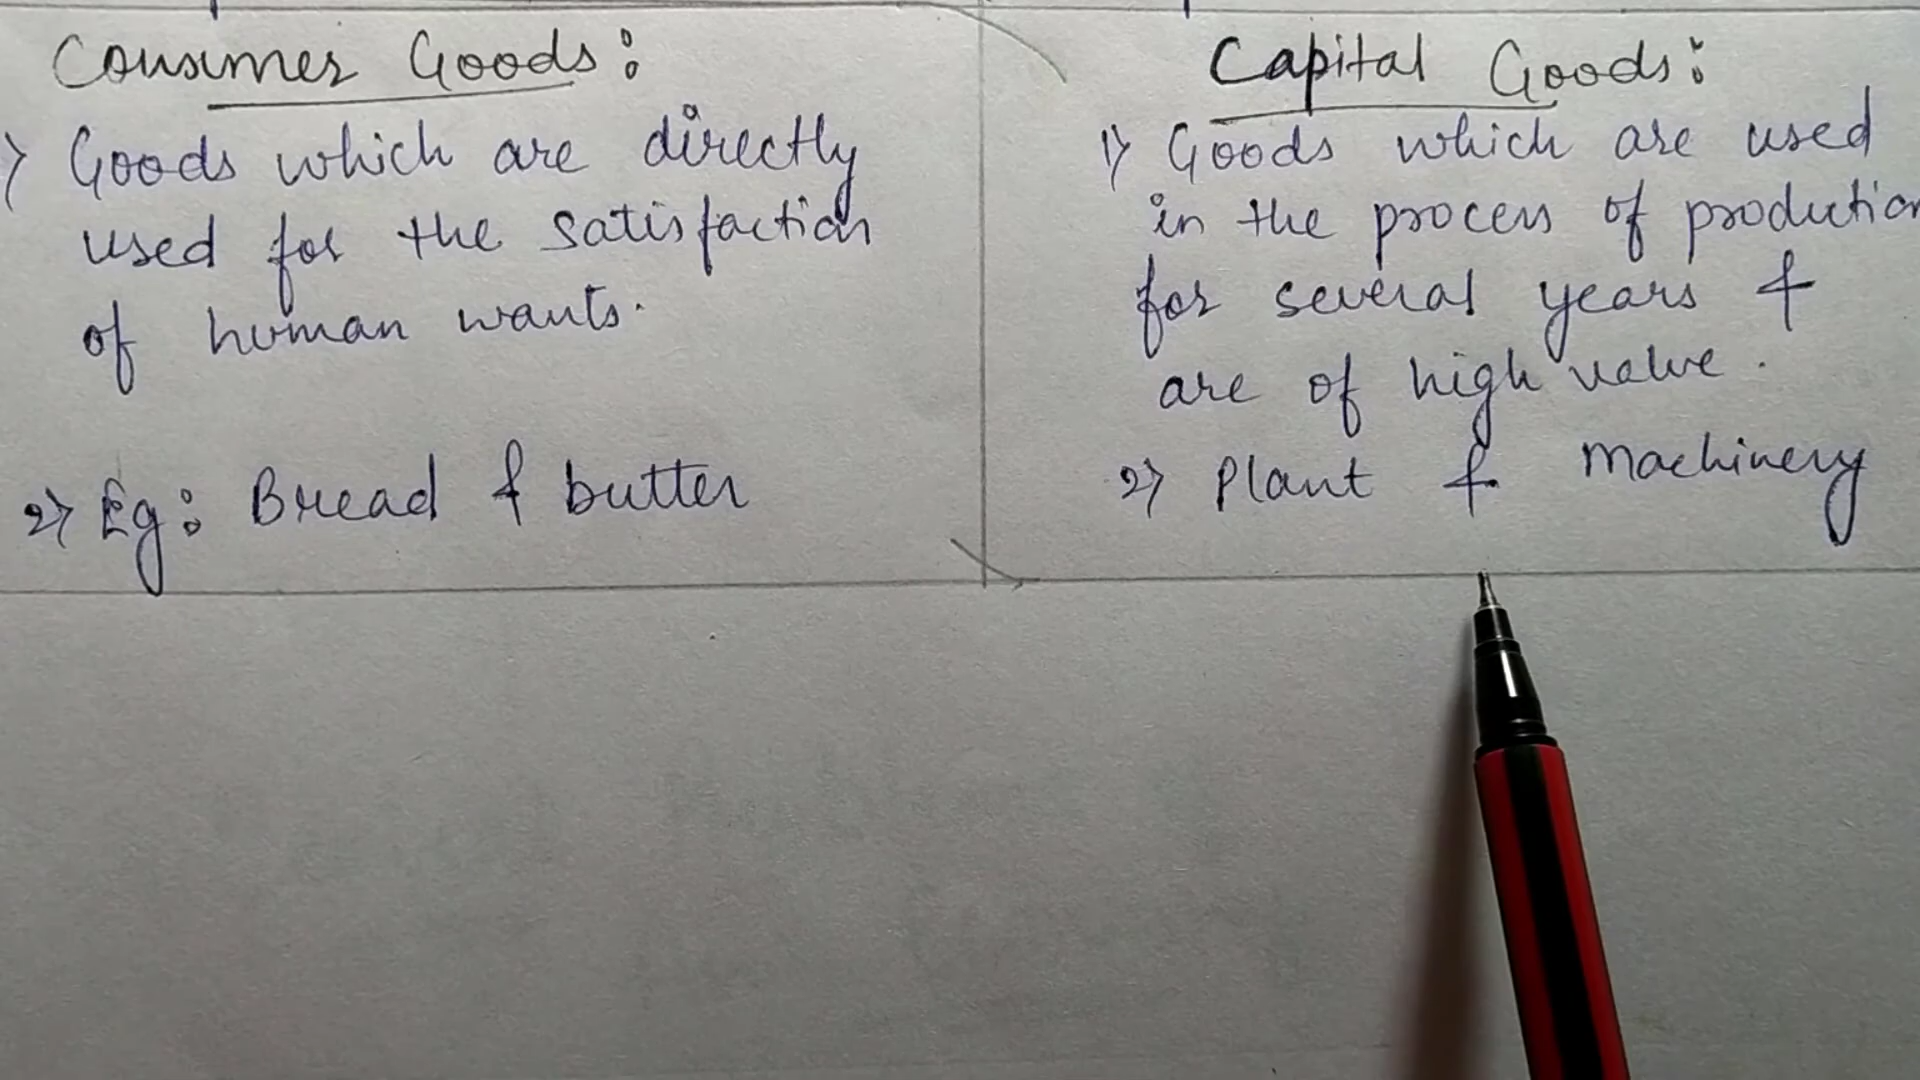 Consumer Goods:
) Goods which are directly
used for the satisfaction
of human wants.
2) Eg: Bread & butter
Capital Goods:
1) Goods which are used
in the process of production
for several years &
are of high value.
2) Plant & Machinery